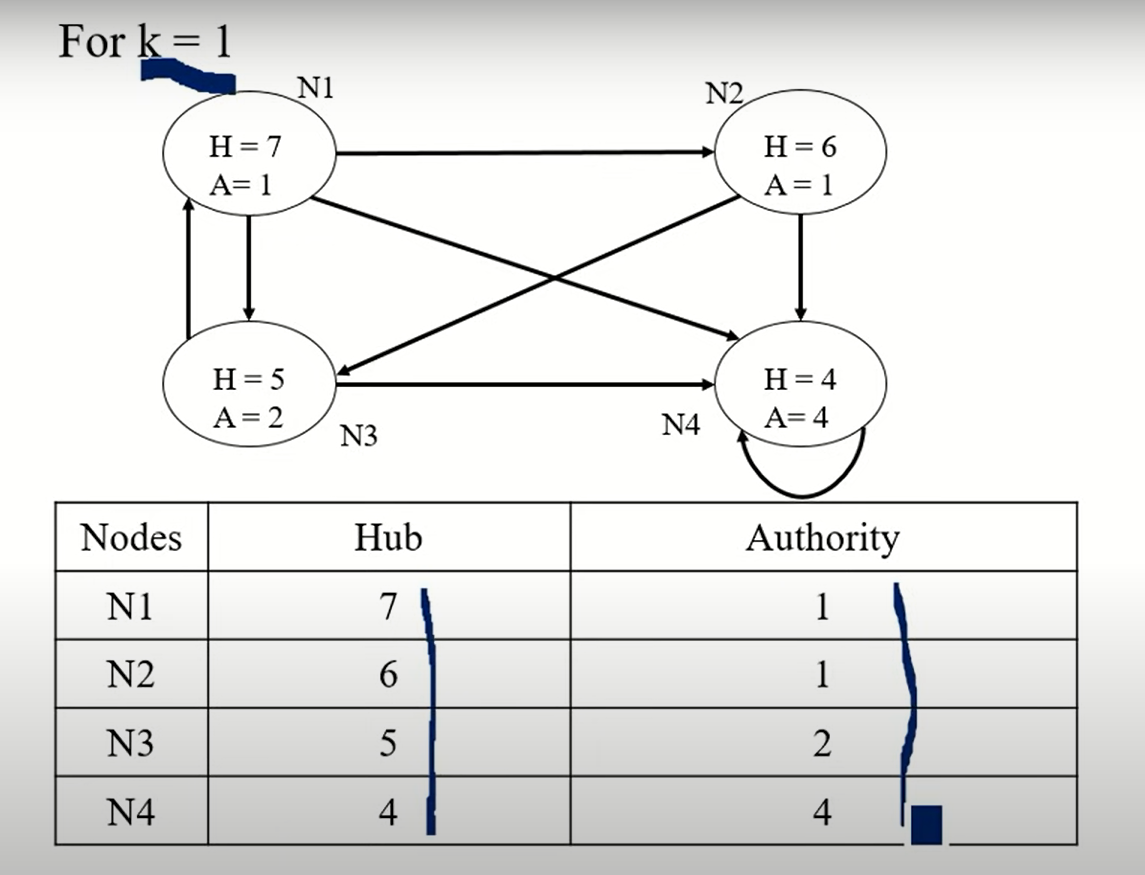 For k = 1
N1
N2
H = 7
A= 1
H = 6
A = 1
H = 5
A = 2
H = 4
A= 4
N3
N4
Nodes Hub Authority
N1 7 1
N2 6 1
N3 5 2
N4 4 4